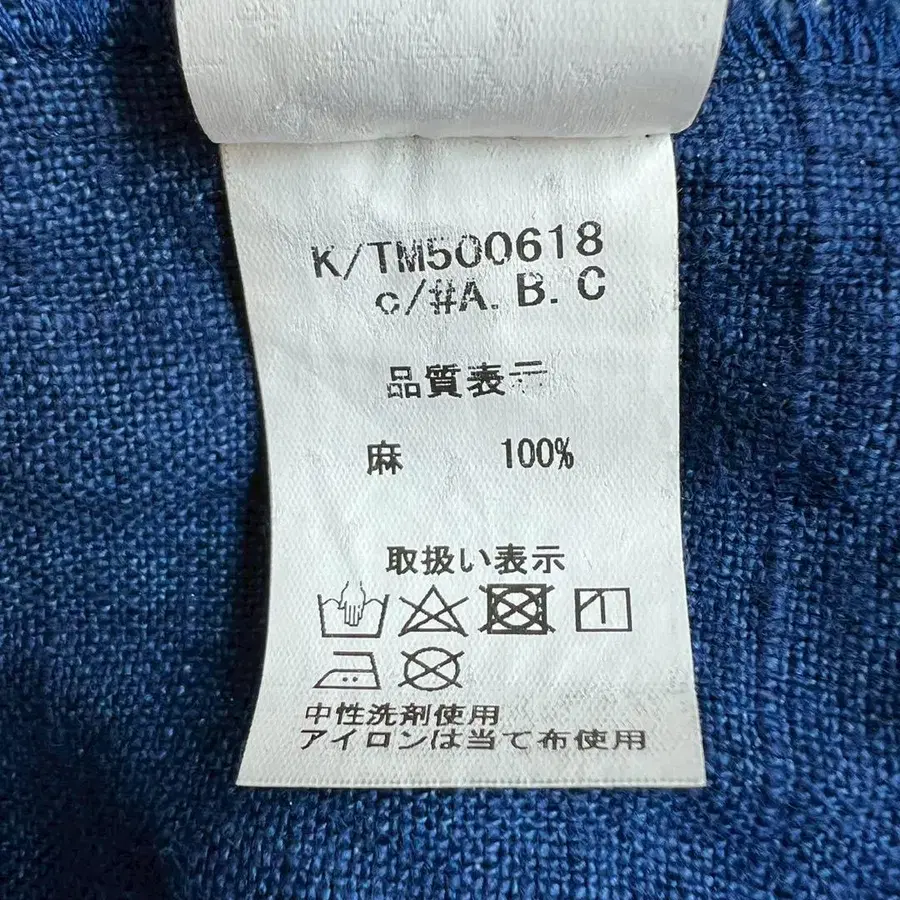 K/TM500618
c/#A.B.C
品質表示
麻 100%
取扱い表示
中性洗剤使用
アイロンは当て布使用